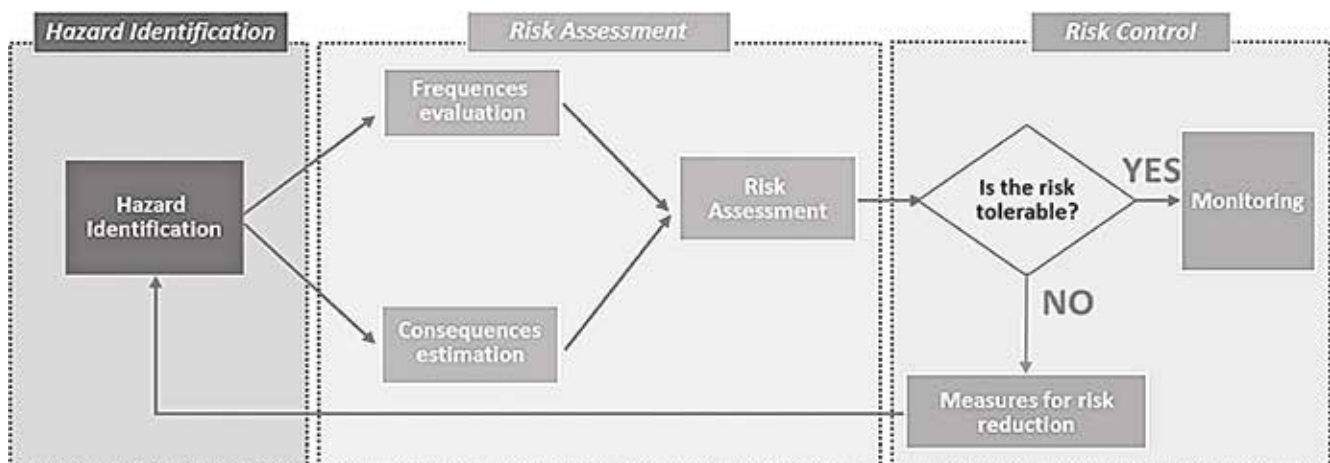 Hazard Identification
Risk Assessment
Risk Control
Hazard
Identification
Frequences
evaluation
Consequences
estimation
Risk
Assessment
Is the risk
tolerable?
YES
Monitoring
NO
Measures for risk
reduction